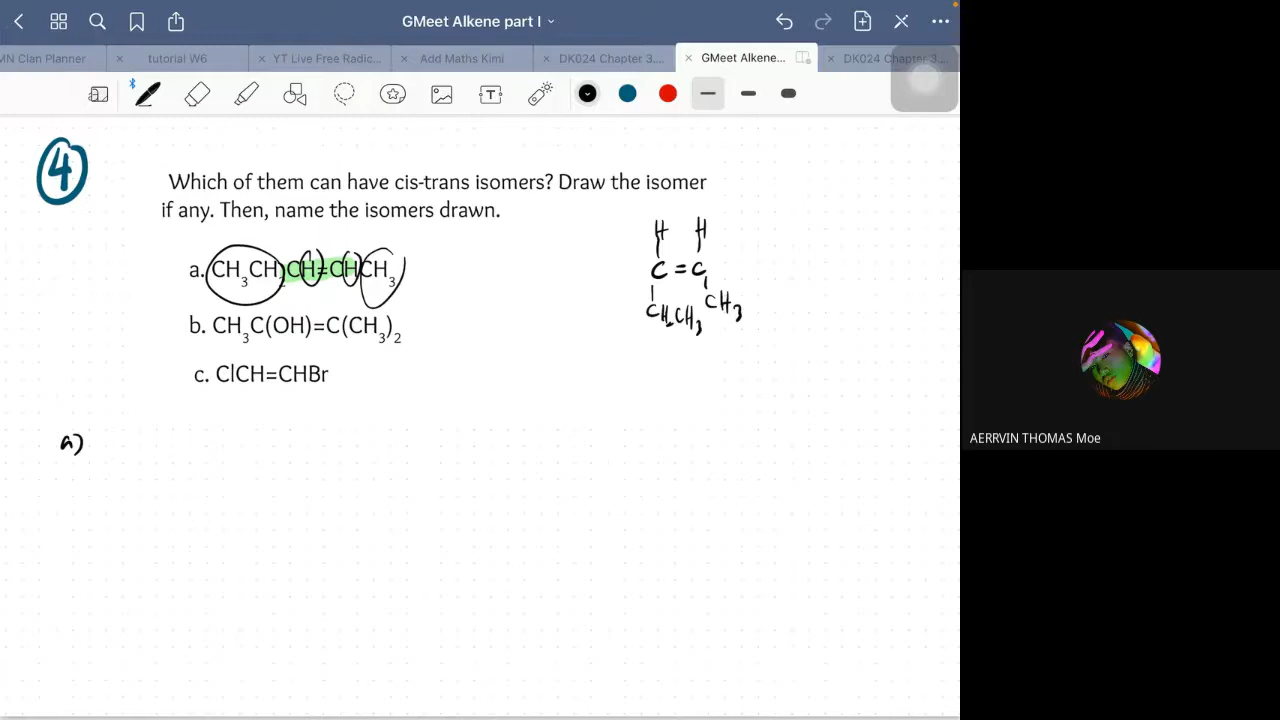 GMeet Alkene part I
MN Clan Planner
tutorial W6
YT Live Free Radic...
Add Maths Kimi
DK024 Chapter 3....
GMeet Alkene...
DK024 Chapter 3....
4
Which of them can have cis-trans isomers? Draw the isomer
if any. Then, name the isomers drawn.
H H
a. CH3CH2CH=CHCH3
C=C
CH2CH3 CH3
b. CH3C(OH)=C(CH3)2
c. ClCH=CHBr
a)
AERRVIN THOMAS Moe